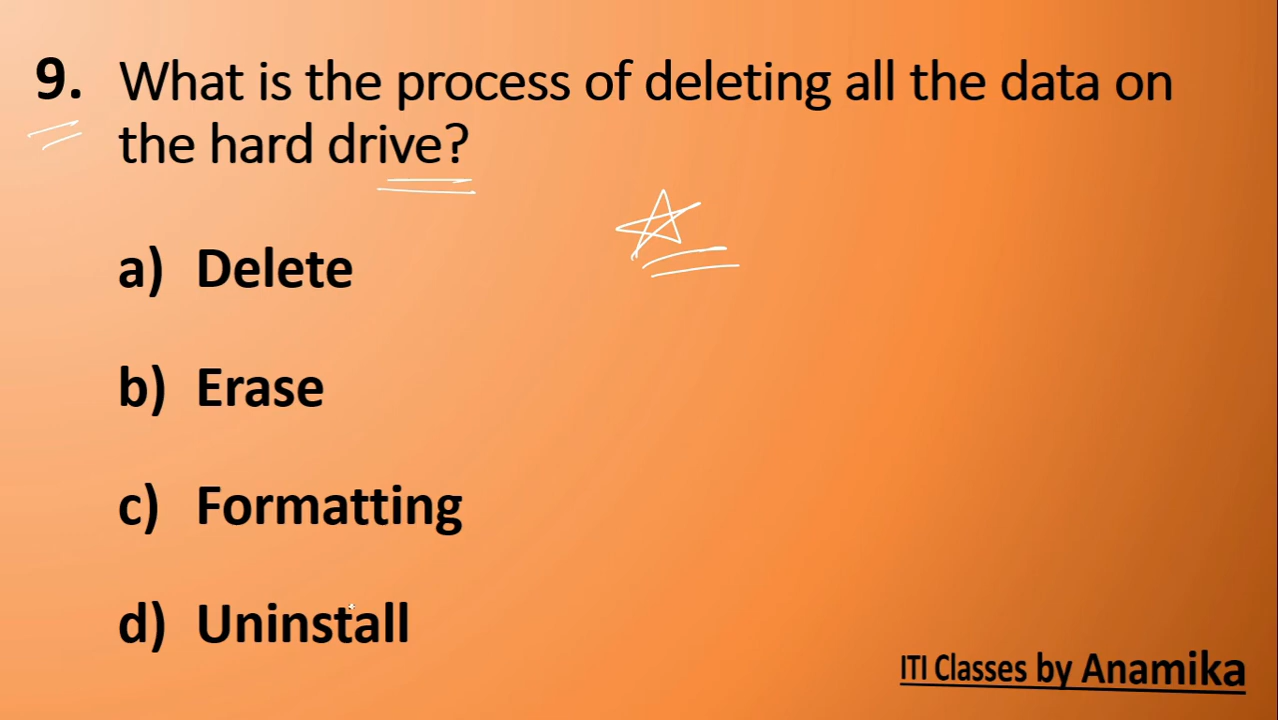 9. What is the process of deleting all the data on
the hard drive?
a) Delete
b) Erase
c) Formatting
d) Uninstall
ITI Classes by Anamika